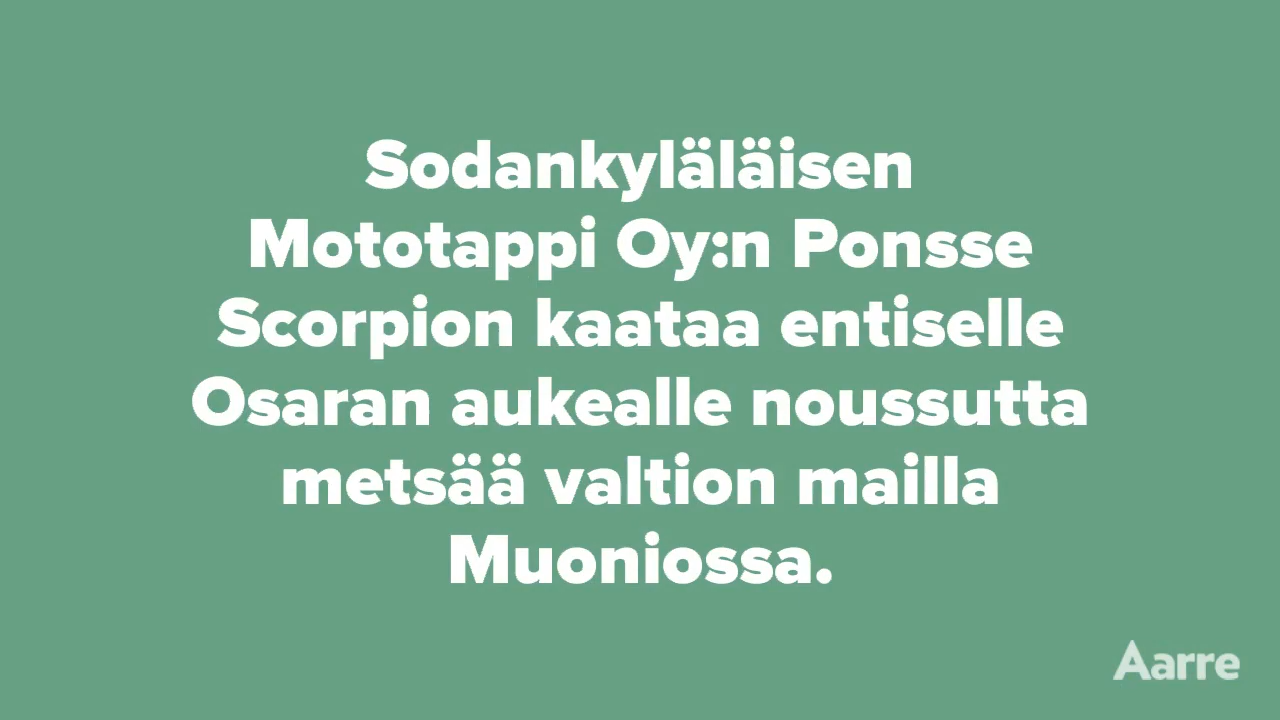 Sodankyläläisen
Mototappi Oy:n Ponsse
Scorpion kaataa entiselle
Osaran aukealle noussutta
metsää valtion mailla
Muoniossa.
Aarre